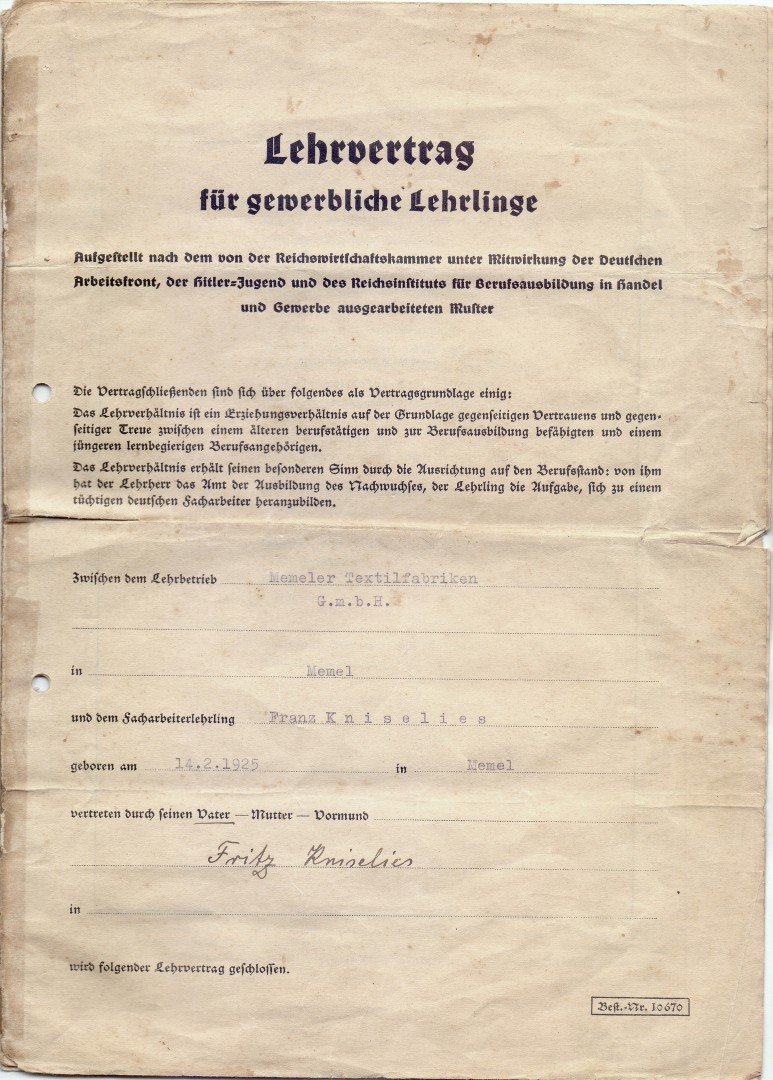 Lehrvertrag
für gewerbliche Lehrlinge
Aufgestellt nach dem von der Reichswirtschaftskammer unter Mitwirkung der Deutschen
Arbeitsfront, der Hitler-Jugend und des Reichsinstituts für Berufsausbildung in Handel
und Gewerbe ausgearbeiteten Muster
Die Vertragschließenden sind sich über folgendes als Vertragsgrundlage einig:
Das Lehrverhältnis ist ein Erziehungsverhältnis auf der Grundlage gegenseitigen Vertrauens und gegen-
seitiger Treue zwischen einem älteren berufstätigen und zur Berufsausbildung befähigten und einem
jüngeren lernbegierigen Berufsangehörigen.
Das Lehrverhältnis erhält seinen besonderen Sinn durch die Ausrichtung auf den Berufsstand: von ihm
hat der Lehrherr das Amt der Ausbildung des Nachwuchses, der Lehrling die Aufgabe, sich zu einem
tüchtigen deutschen Facharbeiter heranzubilden.
Zwischen dem Lehrbetrieb Memeler Textilfabriken
G.m.b.H.
in Memel
und dem Facharbeiterlehrling Franz K n i s e l i e s
geboren am 14.2.1925 in Memel
vertreten durch seinen Vater — Mutter — Vormund
Fritz Kniselies
in
wird folgender Lehrvertrag geschlossen.
Best.-Nr. 10670